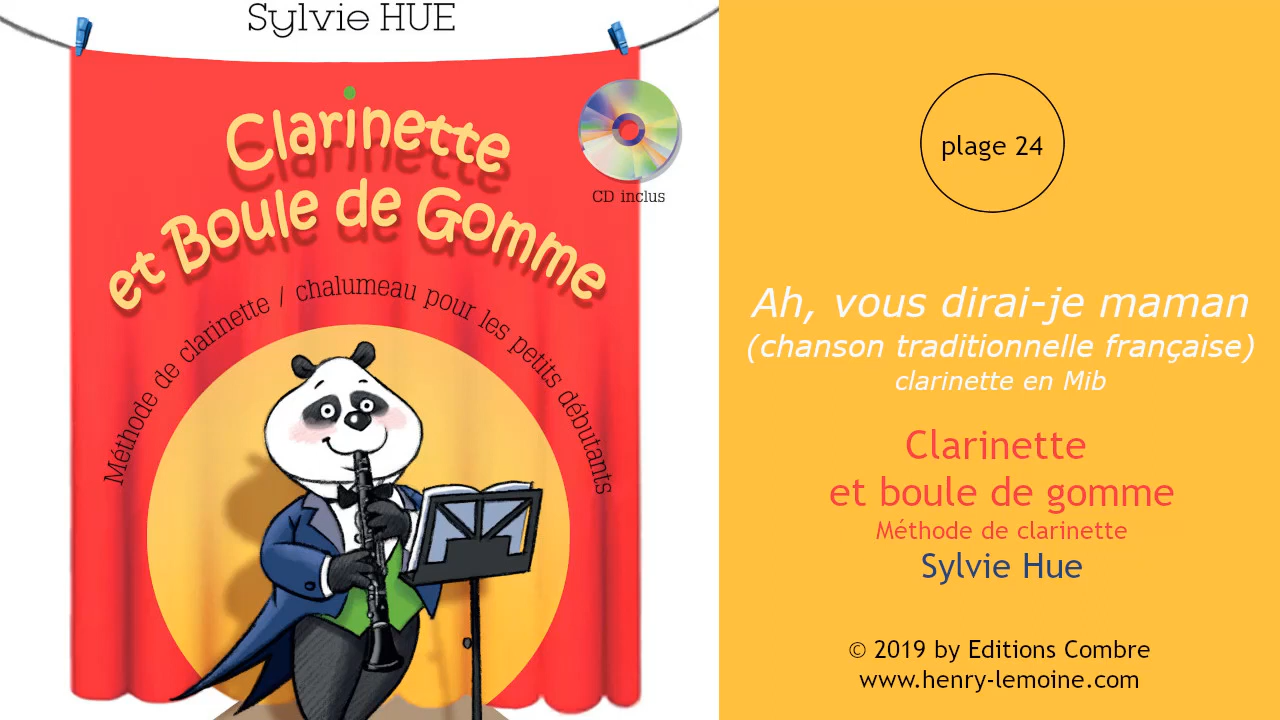 Sylvie HUE
Clarinette
et Boule de Gomme
CD inclus
Méthode de clarinette / chalumeau pour les petits débutants
plage 24
Ah, vous dirai-je maman
(chanson traditionnelle française)
clarinette en Mib
Clarinette
et boule de gomme
Méthode de clarinette
Sylvie Hue
© 2019 by Editions Combre
www.henry-lemoine.com